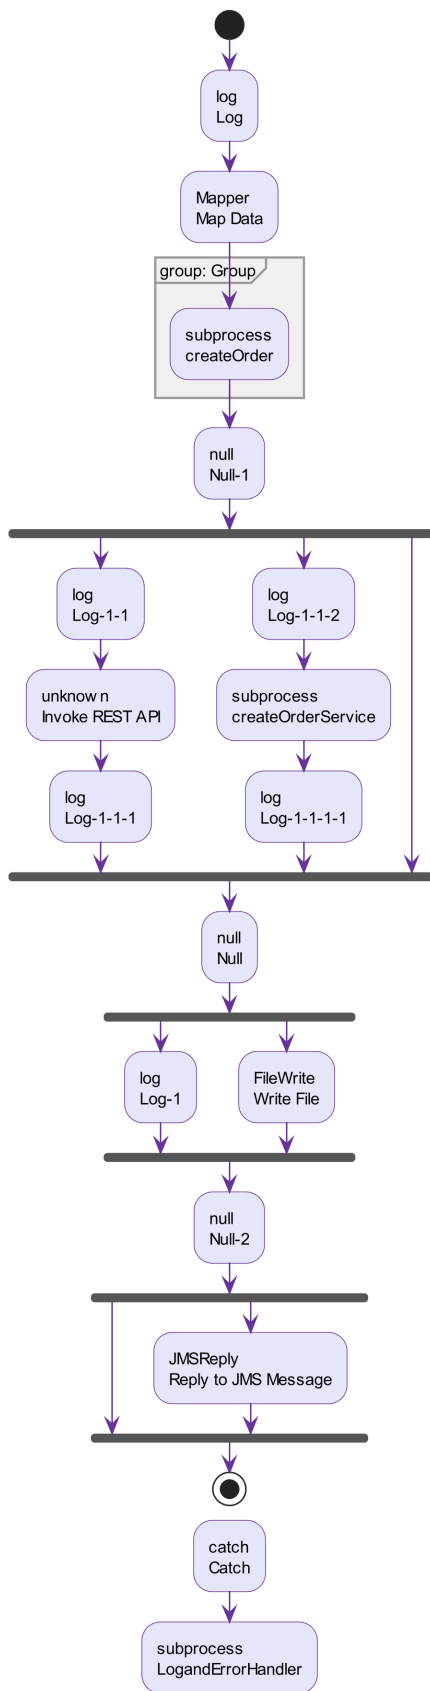 log
Log
Mapper
Map Data
group: Group
subprocess
createOrder
null
Null-1
log
Log-1-1
log
Log-1-1-2
unknown
Invoke REST API
subprocess
createOrderService
log
Log-1-1-1
log
Log-1-1-1-1
null
Null
log
Log-1
FileWrite
Write File
null
Null-2
JMSReply
Reply to JMS Message
catch
Catch
subprocess
LogandErrorHandler